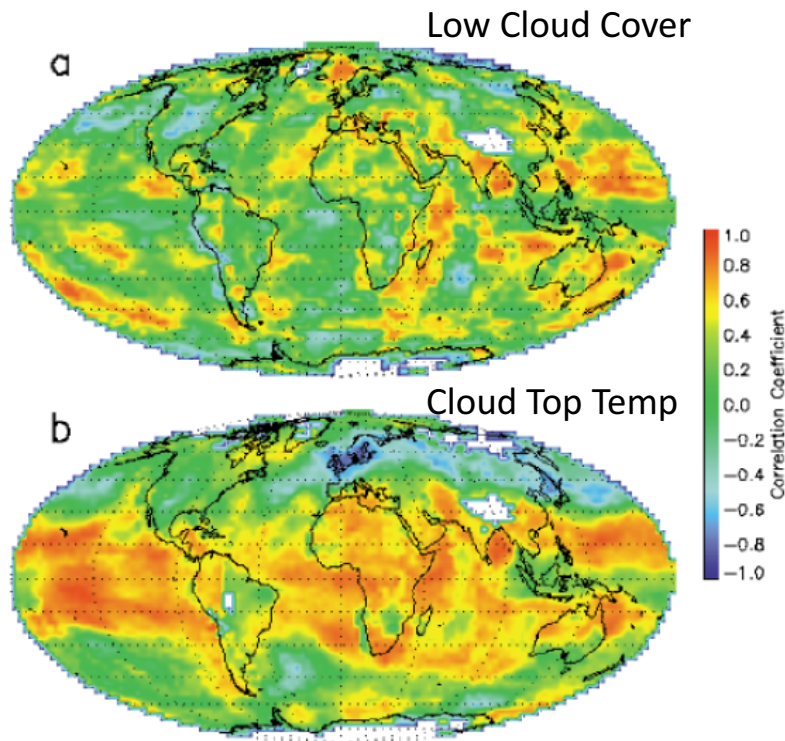 Low Cloud Cover
a
Cloud Top Temp
b
1.0
0.8
0.6
0.4
0.2
0.0
−0.2
−0.4
−0.6
−0.8
−1.0
Correlation Coefficient